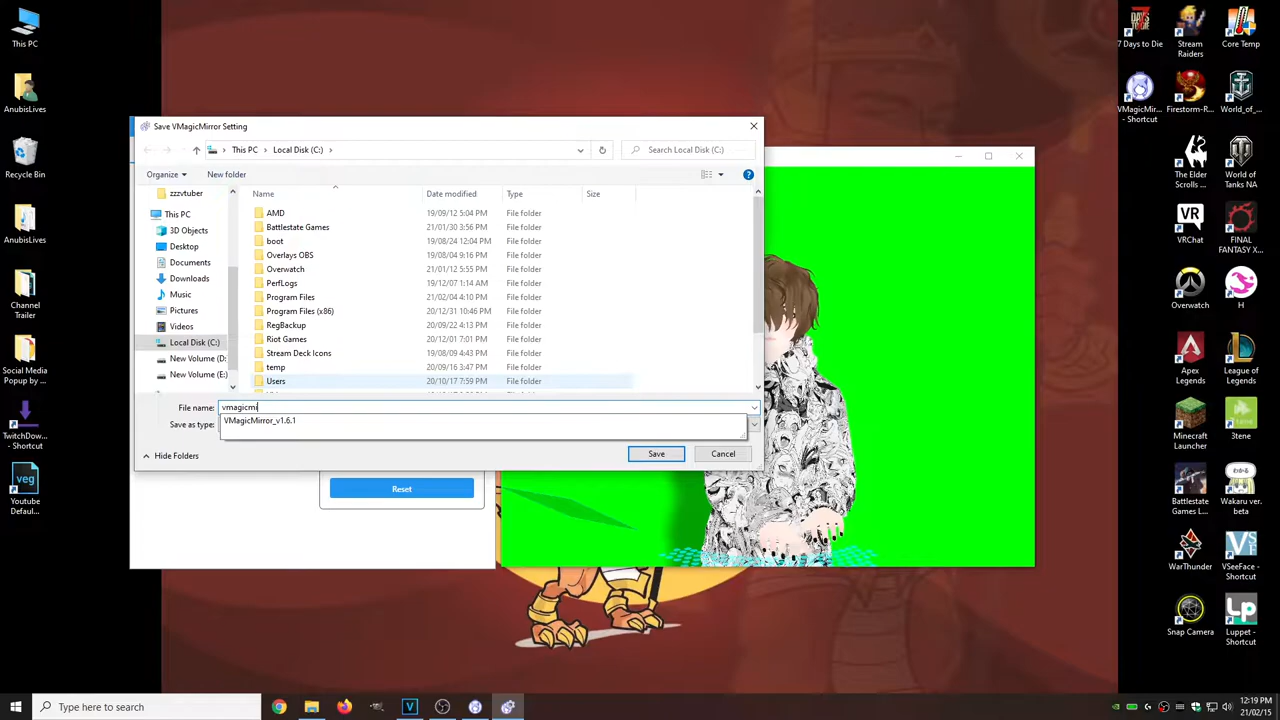 This PC
AnubisLives
Recycle Bin
AnubisLives
Channel
Trailer
Social Media
Popup by ...
TwitchDow...
- Shortcut
Youtube
Defaul...
Save VMagicMirror Setting
This PC
Local Disk (C:)
Search Local Disk (C:)
Organize
New folder
zzzvtuber
This PC
3D Objects
Desktop
Documents
Downloads
Music
Pictures
Videos
Local Disk (C:)
New Volume (D:
New Volume (E:)
Name
Date modified
Type
Size
AMD 19/09/12 5:04 PM File folder
Battlestate Games 21/01/30 3:56 PM File folder
boot 19/08/24 12:04 PM File folder
Overlays OBS 19/08/04 9:16 PM File folder
Overwatch 21/01/12 5:55 PM File folder
PerfLogs 19/12/07 1:14 AM File folder
Program Files 21/02/04 4:10 PM File folder
Program Files (x86) 20/12/31 10:46 PM File folder
RegBackup 20/09/22 4:13 PM File folder
Riot Games 20/12/01 7:01 PM File folder
Stream Deck Icons 19/08/09 4:43 PM File folder
temp 20/09/16 3:47 PM File folder
Users 20/10/17 7:59 PM File folder
File name: vmagicmi
VMagicMirror_v1.6.1
Save as type:
Hide Folders
Save
Cancel
Reset
7 Days to Die
Stream
Raiders
Core Temp
VMagicMir...
- Shortcut
Firestorm-R...
World_of_...
The Elder
Scrolls ...
World of
Tanks NA
VRChat
FINAL
FANTASY X...
Overwatch
H
Apex
Legends
League of
Legends
Minecraft
Launcher
3tene
Battlestate
Games L...
Wakaru ver.
beta
WarThunder
VSeeFace -
Shortcut
Snap Camera
Luppet -
Shortcut
Type here to search
12:19 PM
21/02/15